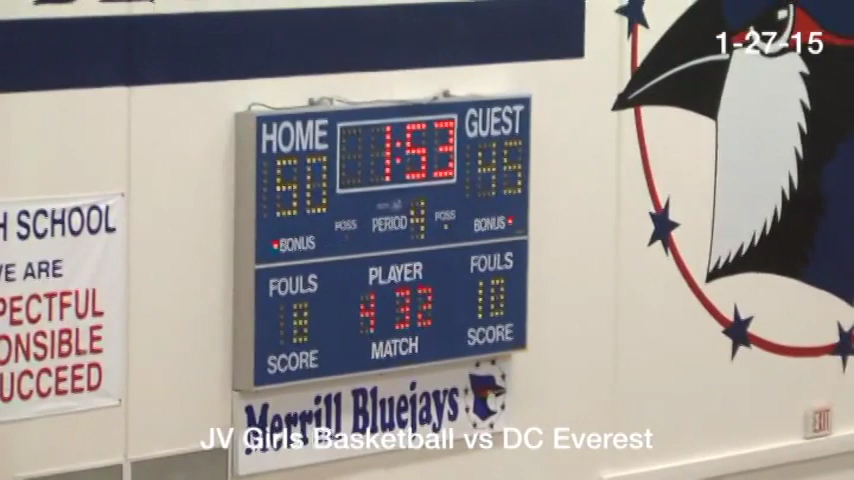 1-27-15
HOME 1:53 GUEST
50 45
POSS PERIOD 4 POSS
BONUS BONUS
FOULS PLAYER FOULS
10 4 32 10
SCORE MATCH SCORE
H SCHOOL
VE ARE
PECTFUL
ONSIBLE
UCCEED
Merrill Bluejays
EXIT
JV Girls Basketball vs DC Everest